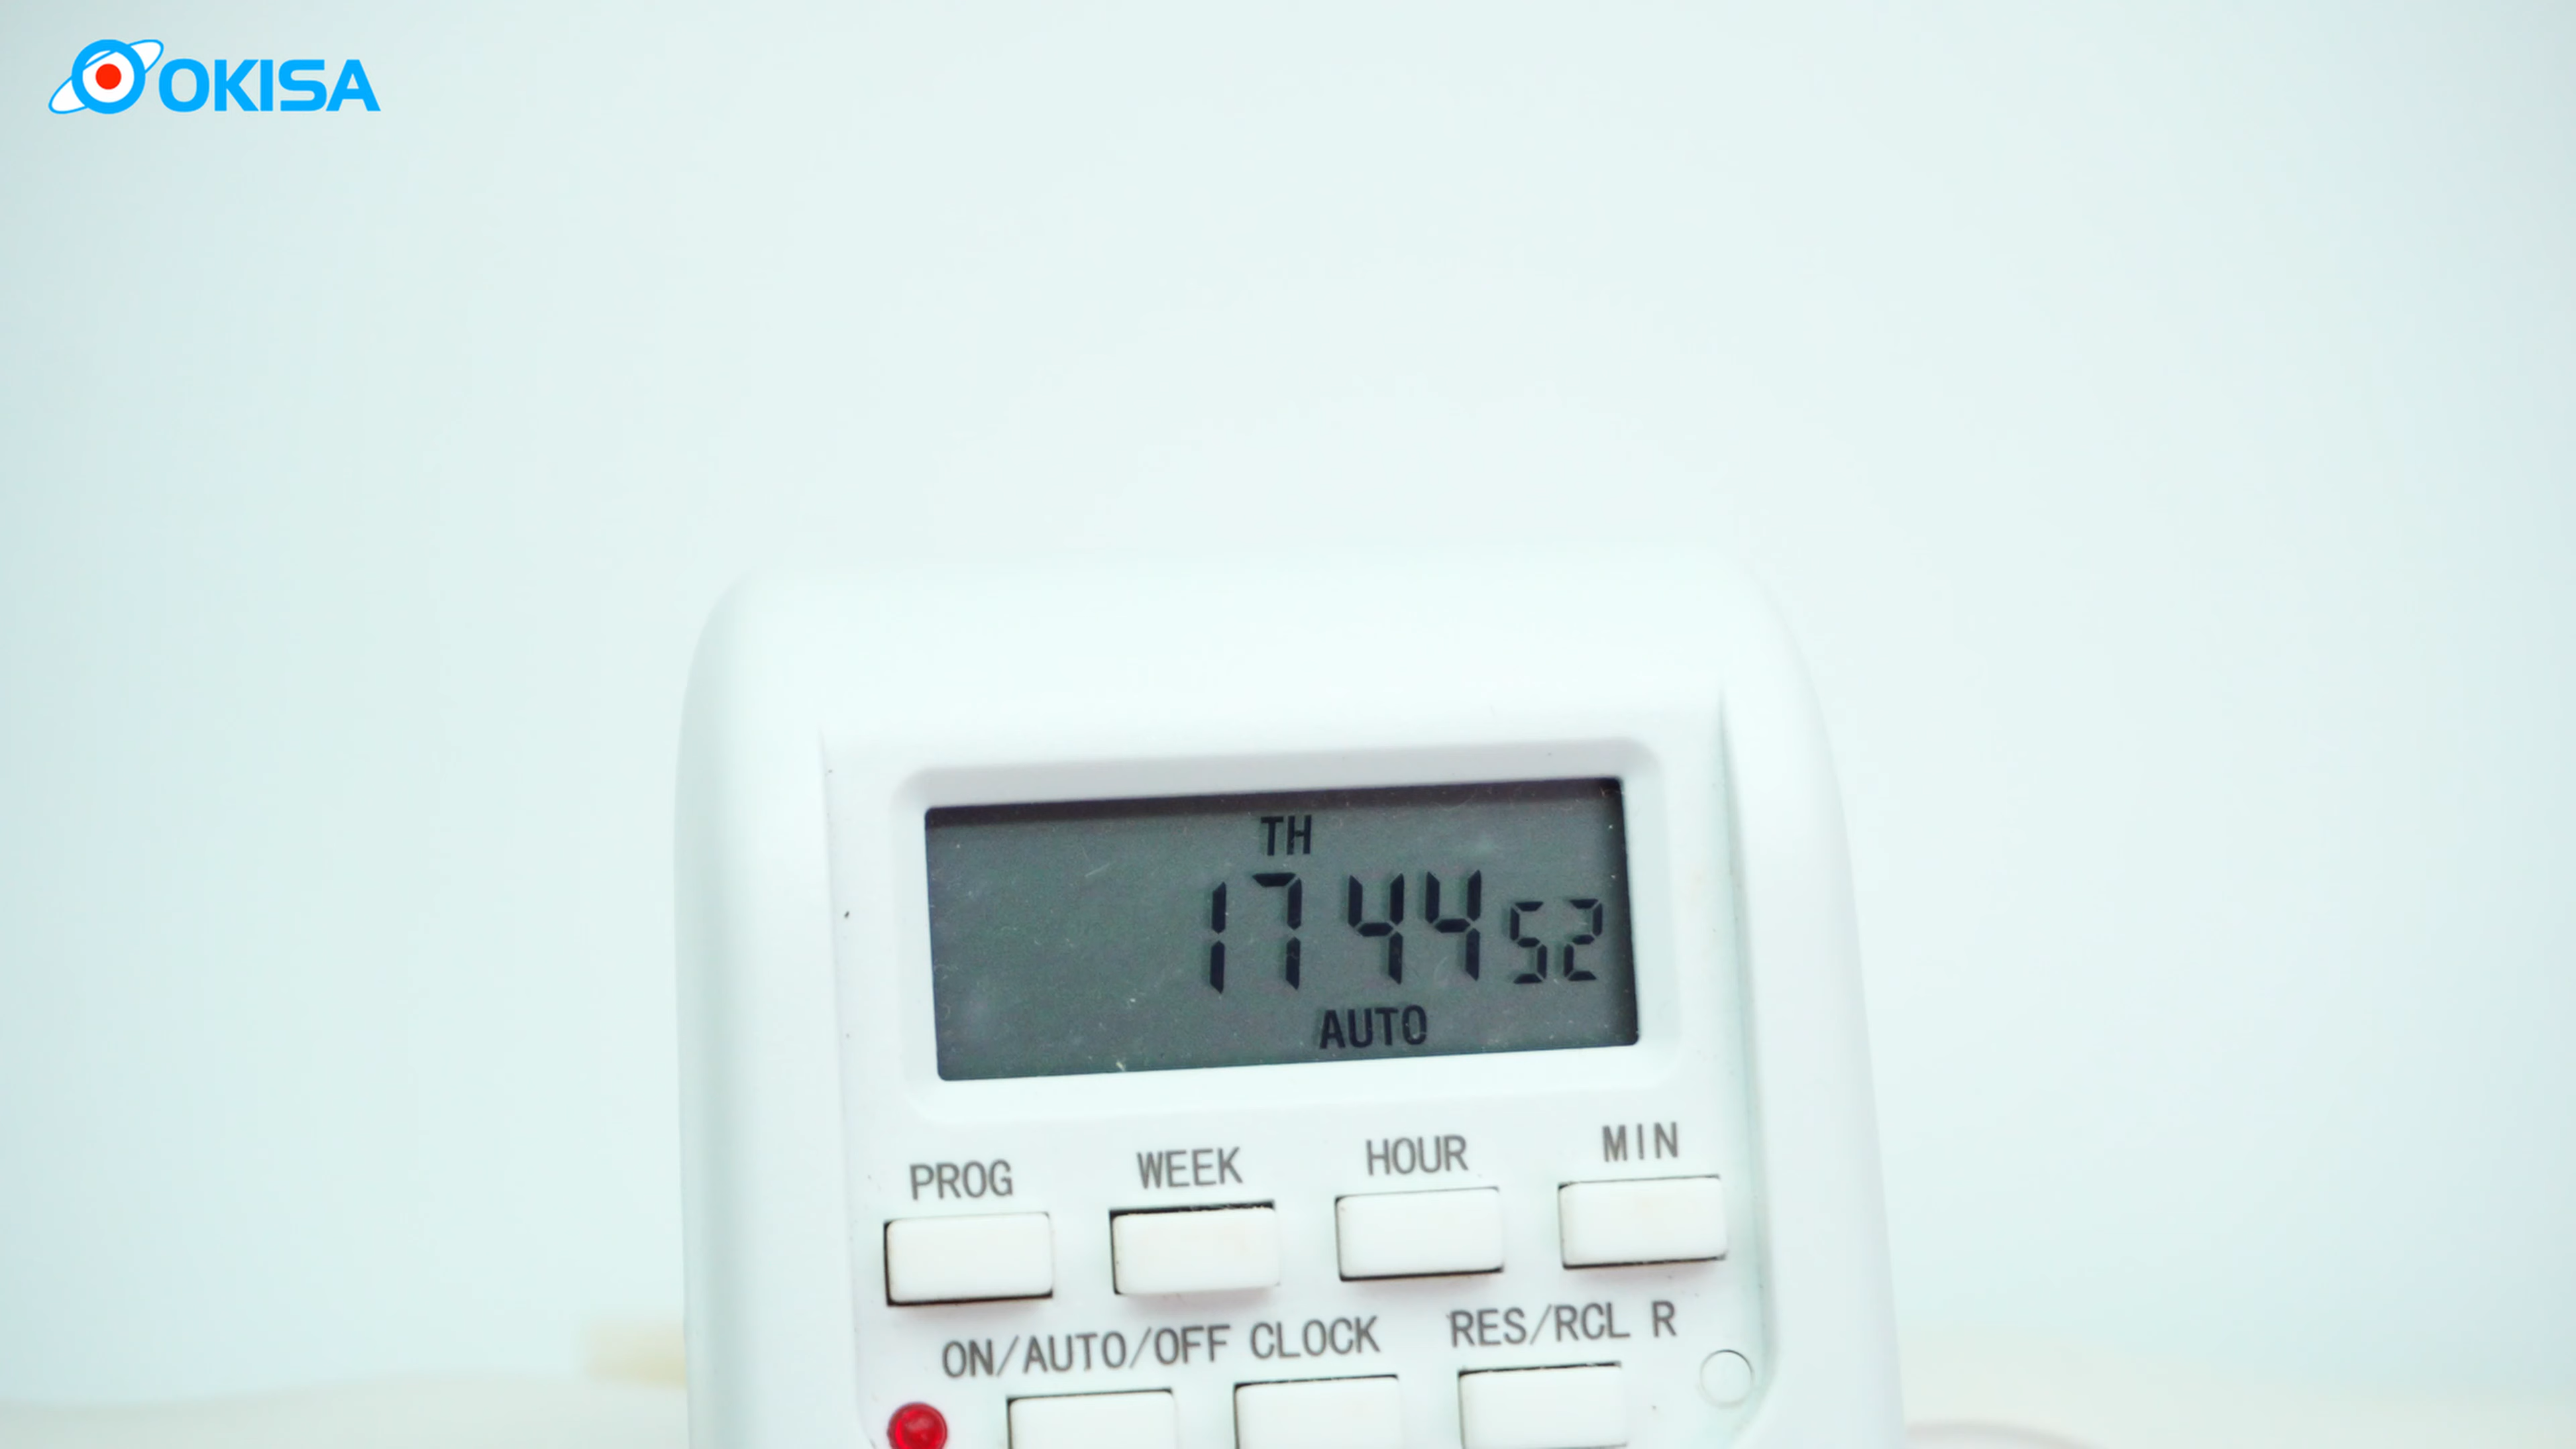 OKISA
TH
17 44 52
AUTO
PROG WEEK HOUR MIN
ON/AUTO/OFF CLOCK RES/RCL R